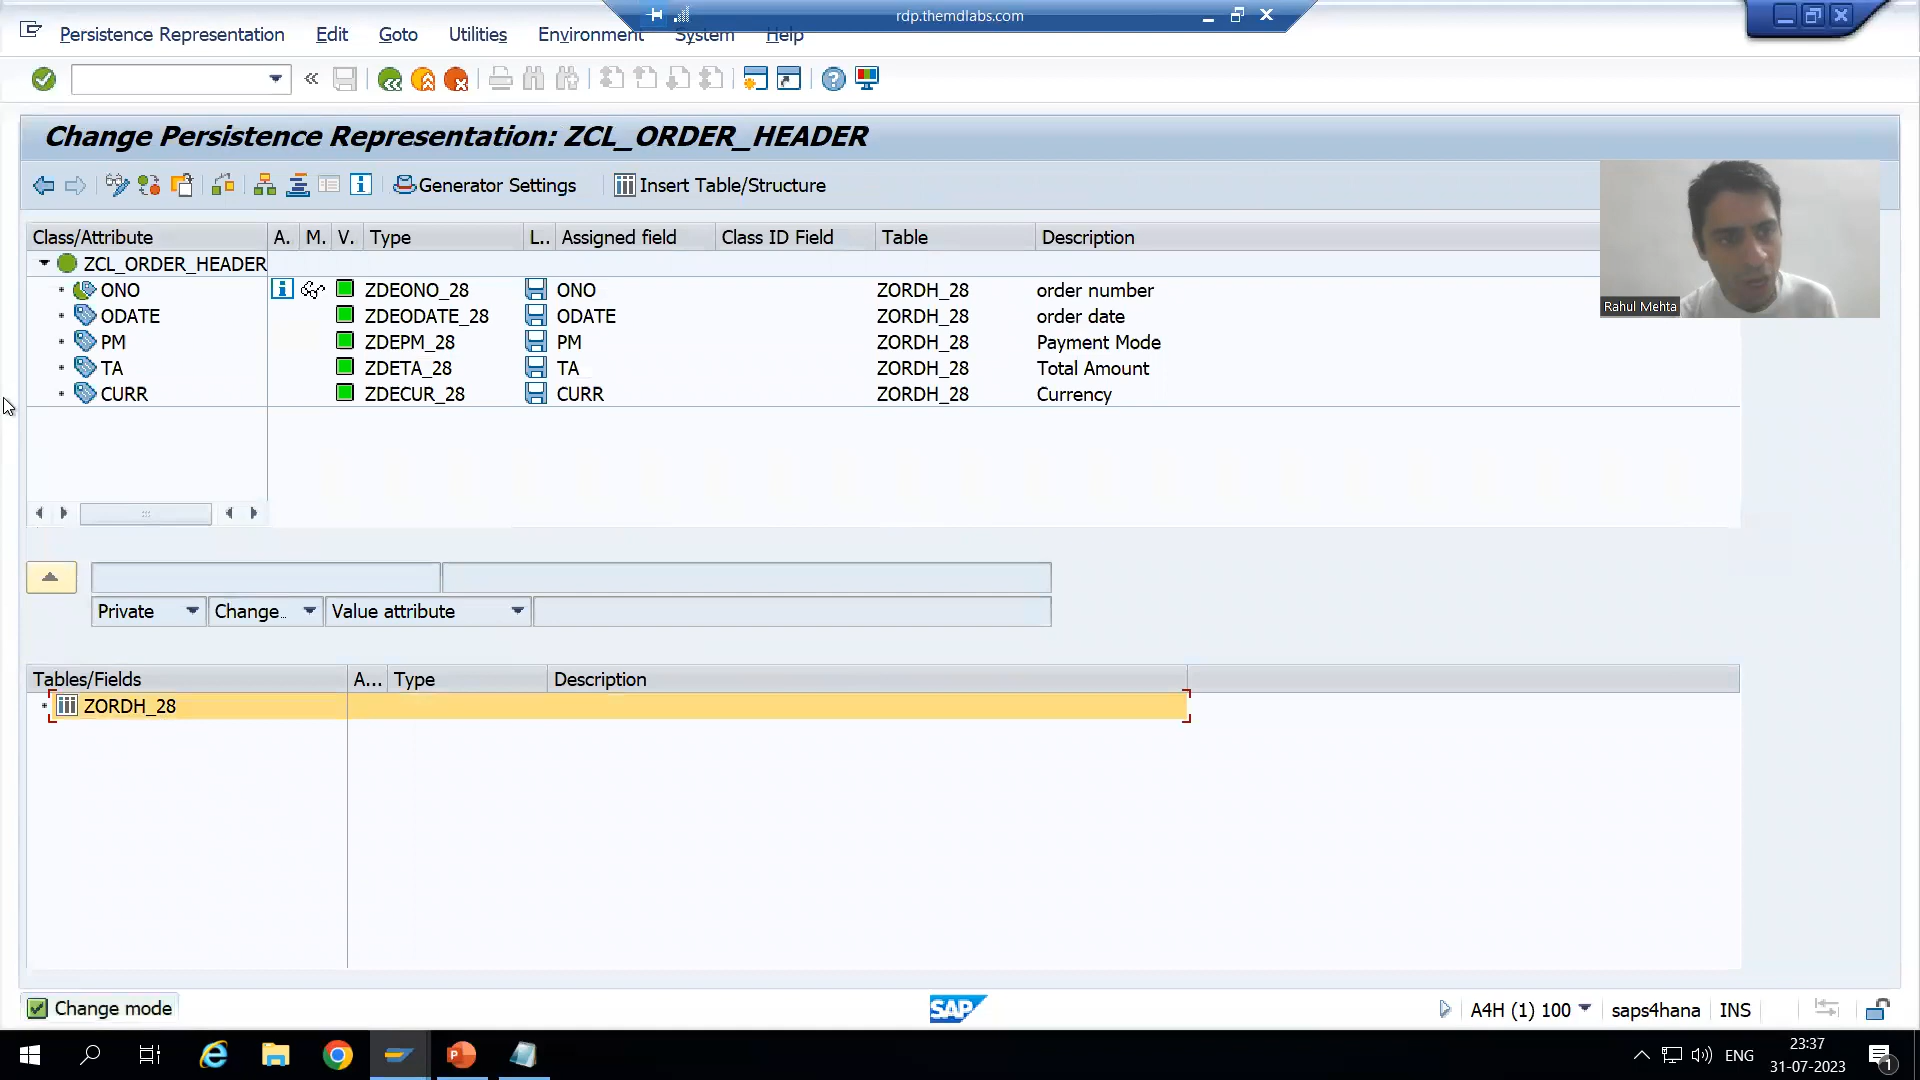 rdp.themdlabs.com
Persistence Representation Edit Goto Utilities Environment System Help
Change Persistence Representation: ZCL_ORDER_HEADER
Generator Settings Insert Table/Structure
Class/Attribute A. M. V. Type L.. Assigned field Class ID Field Table Description
ZCL_ORDER_HEADER
ONO ZDEONO_28 ONO ZORDH_28 order number
ODATE ZDEODATE_28 ODATE ZORDH_28 order date
PM ZDEPM_28 PM ZORDH_28 Payment Mode
TA ZDETA_28 TA ZORDH_28 Total Amount
CURR ZDECUR_28 CURR ZORDH_28 Currency
Rahul Mehta
Private Change.. Value attribute
Tables/Fields A... Type Description
ZORDH_28
Change mode SAP A4H (1) 100 saps4hana INS
ENG 23:37
31-07-2023 1